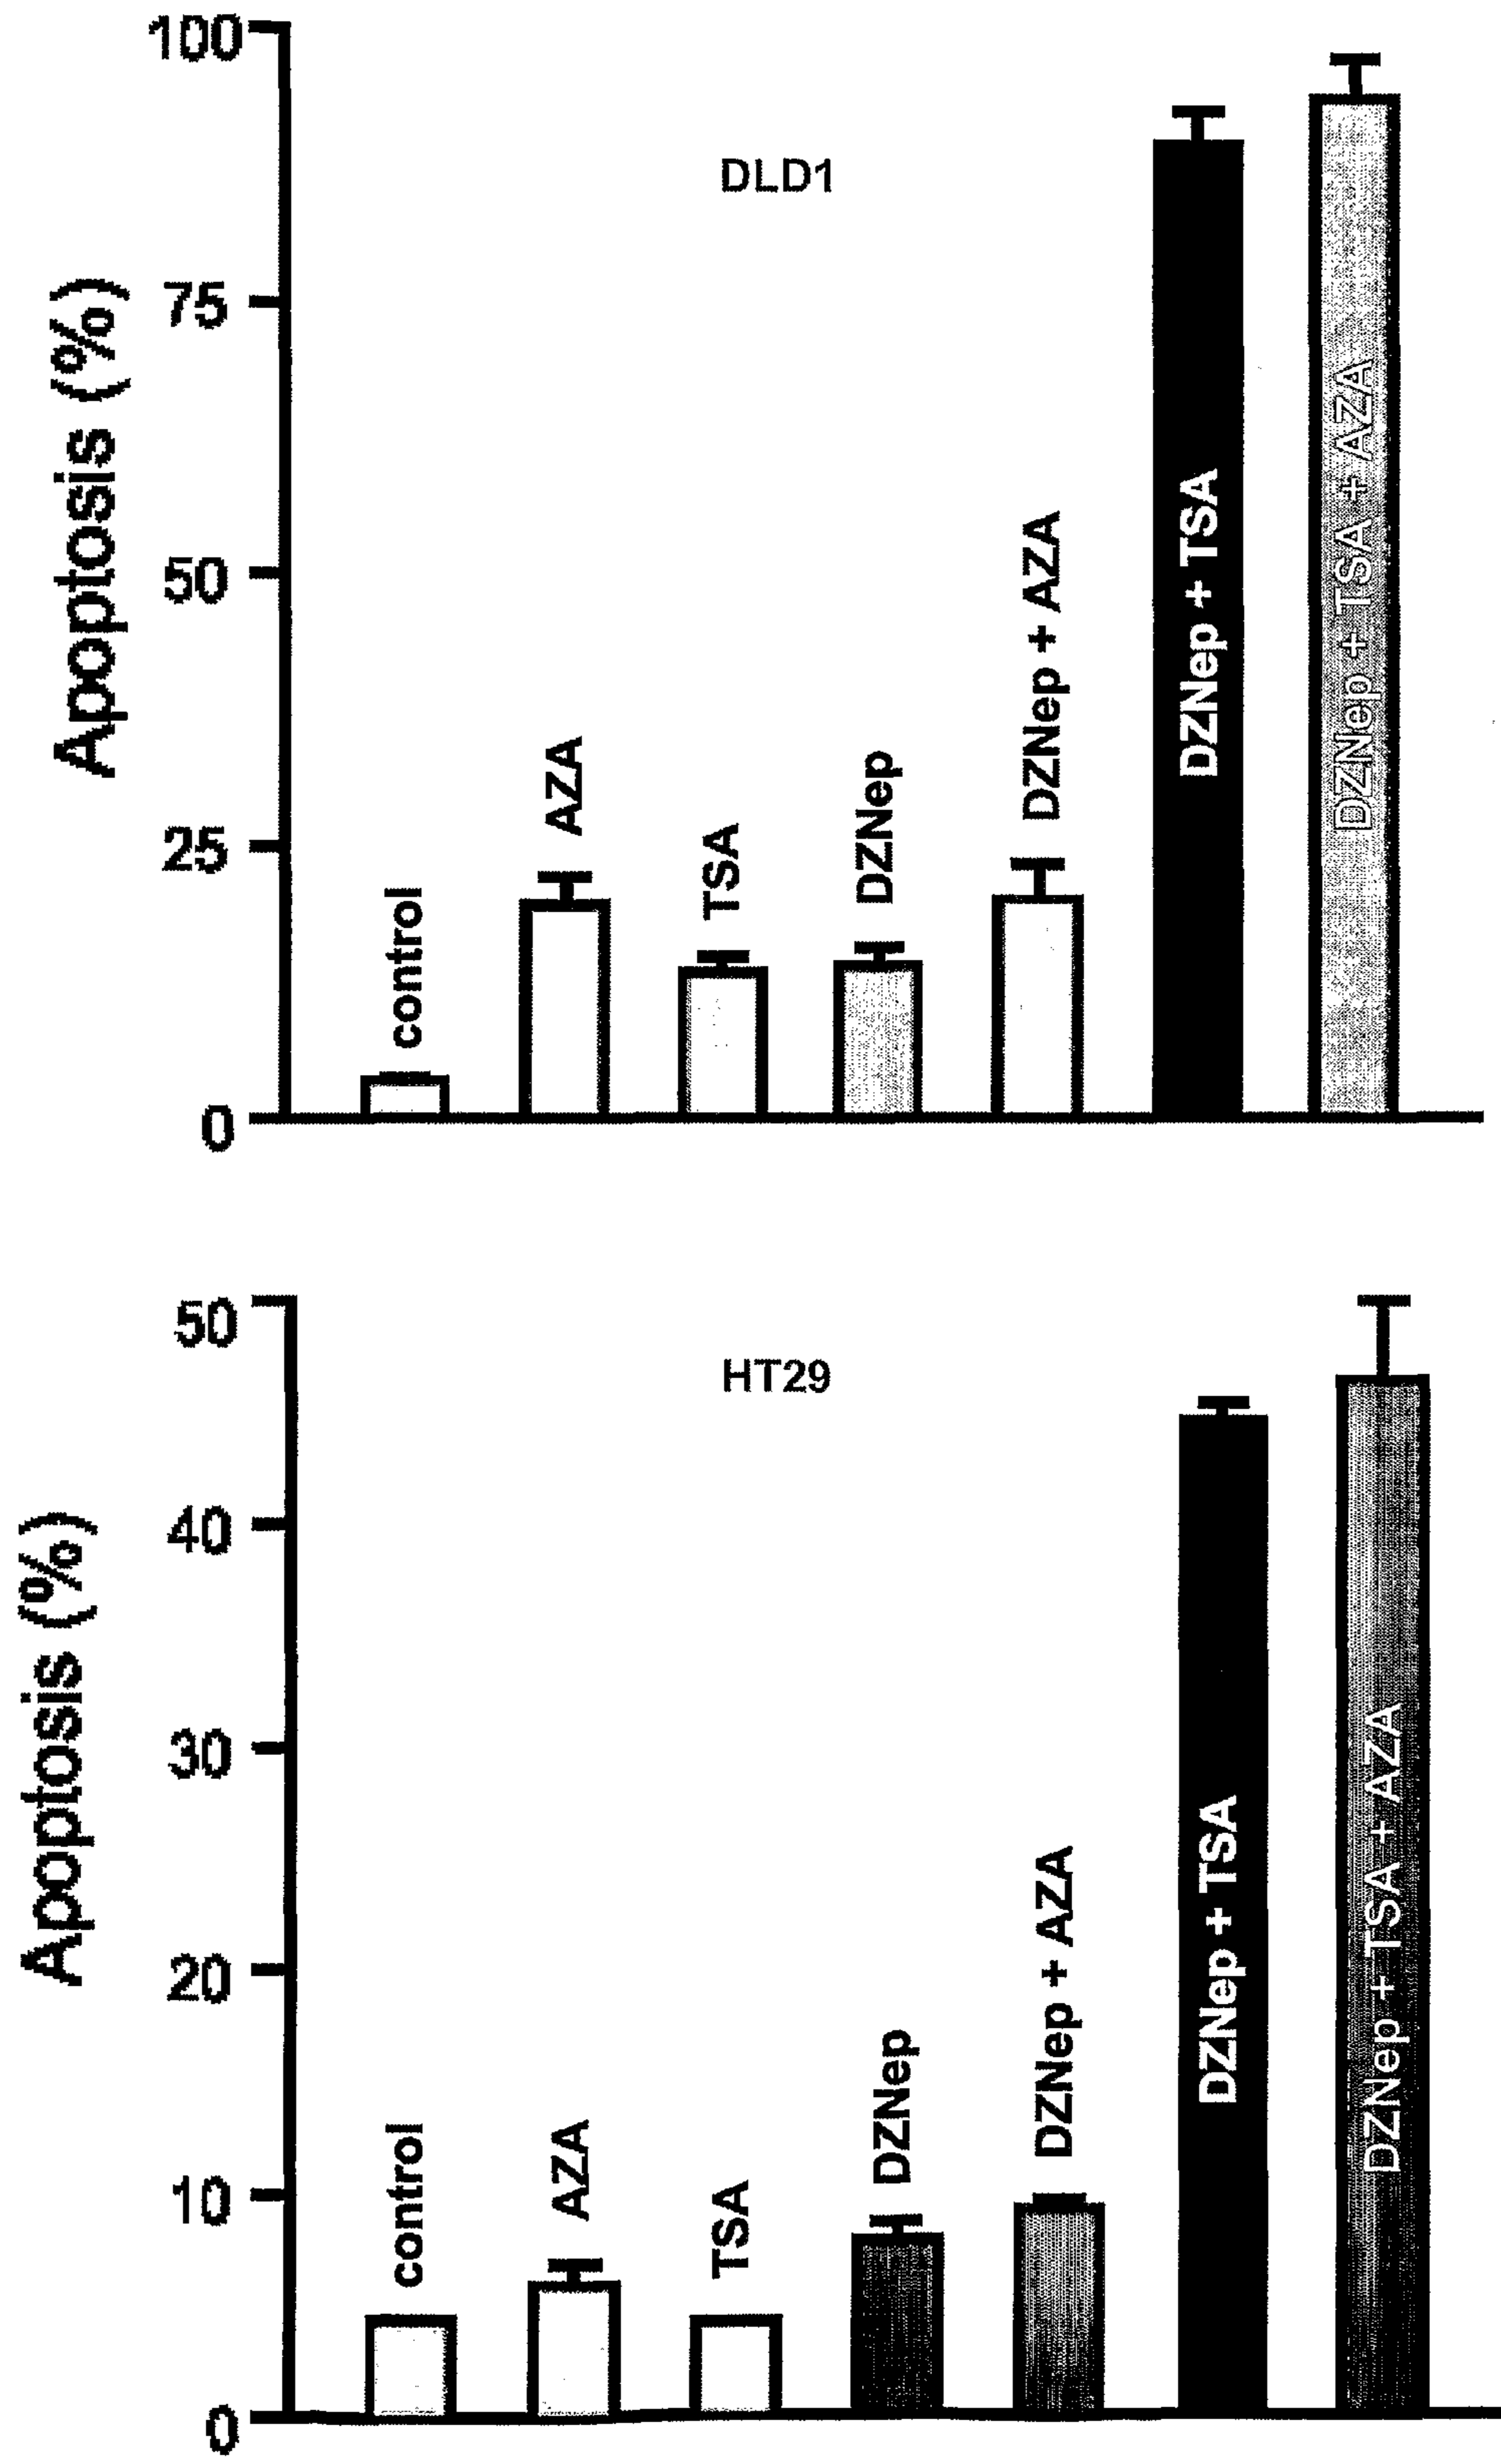 100
75
50
25
0
Apoptosis (%)
DLD1
control
AZA
TSA
DZNep
DZNep + AZA
DZNep + TSA
DZNep + TSA + AZA
50
40
30
20
10
0
Apoptosis (%)
HT29
control
AZA
TSA
DZNep
DZNep + AZA
DZNep + TSA
DZNep + TSA + AZA